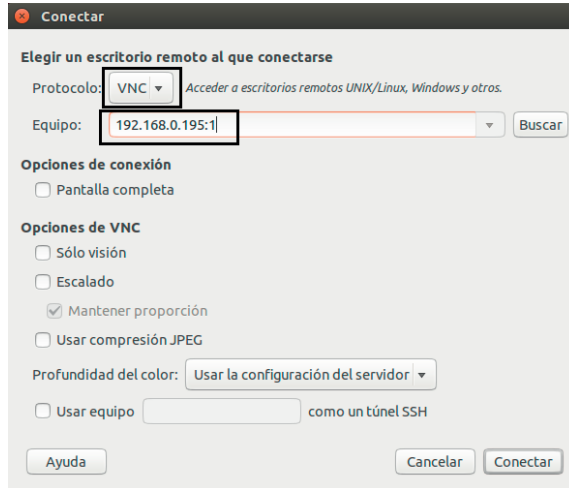 Conectar
Elegir un escritorio remoto al que conectarse
Protocolo: VNC Acceder a escritorios remotos UNIX/Linux, Windows y otros.
Equipo: 192.168.0.195:1 Buscar
Opciones de conexión
Pantalla completa
Opciones de VNC
Sólo visión
Escalado
Mantener proporción
Usar compresión JPEG
Profundidad del color: Usar la configuración del servidor
Usar equipo como un túnel SSH
Ayuda Cancelar Conectar